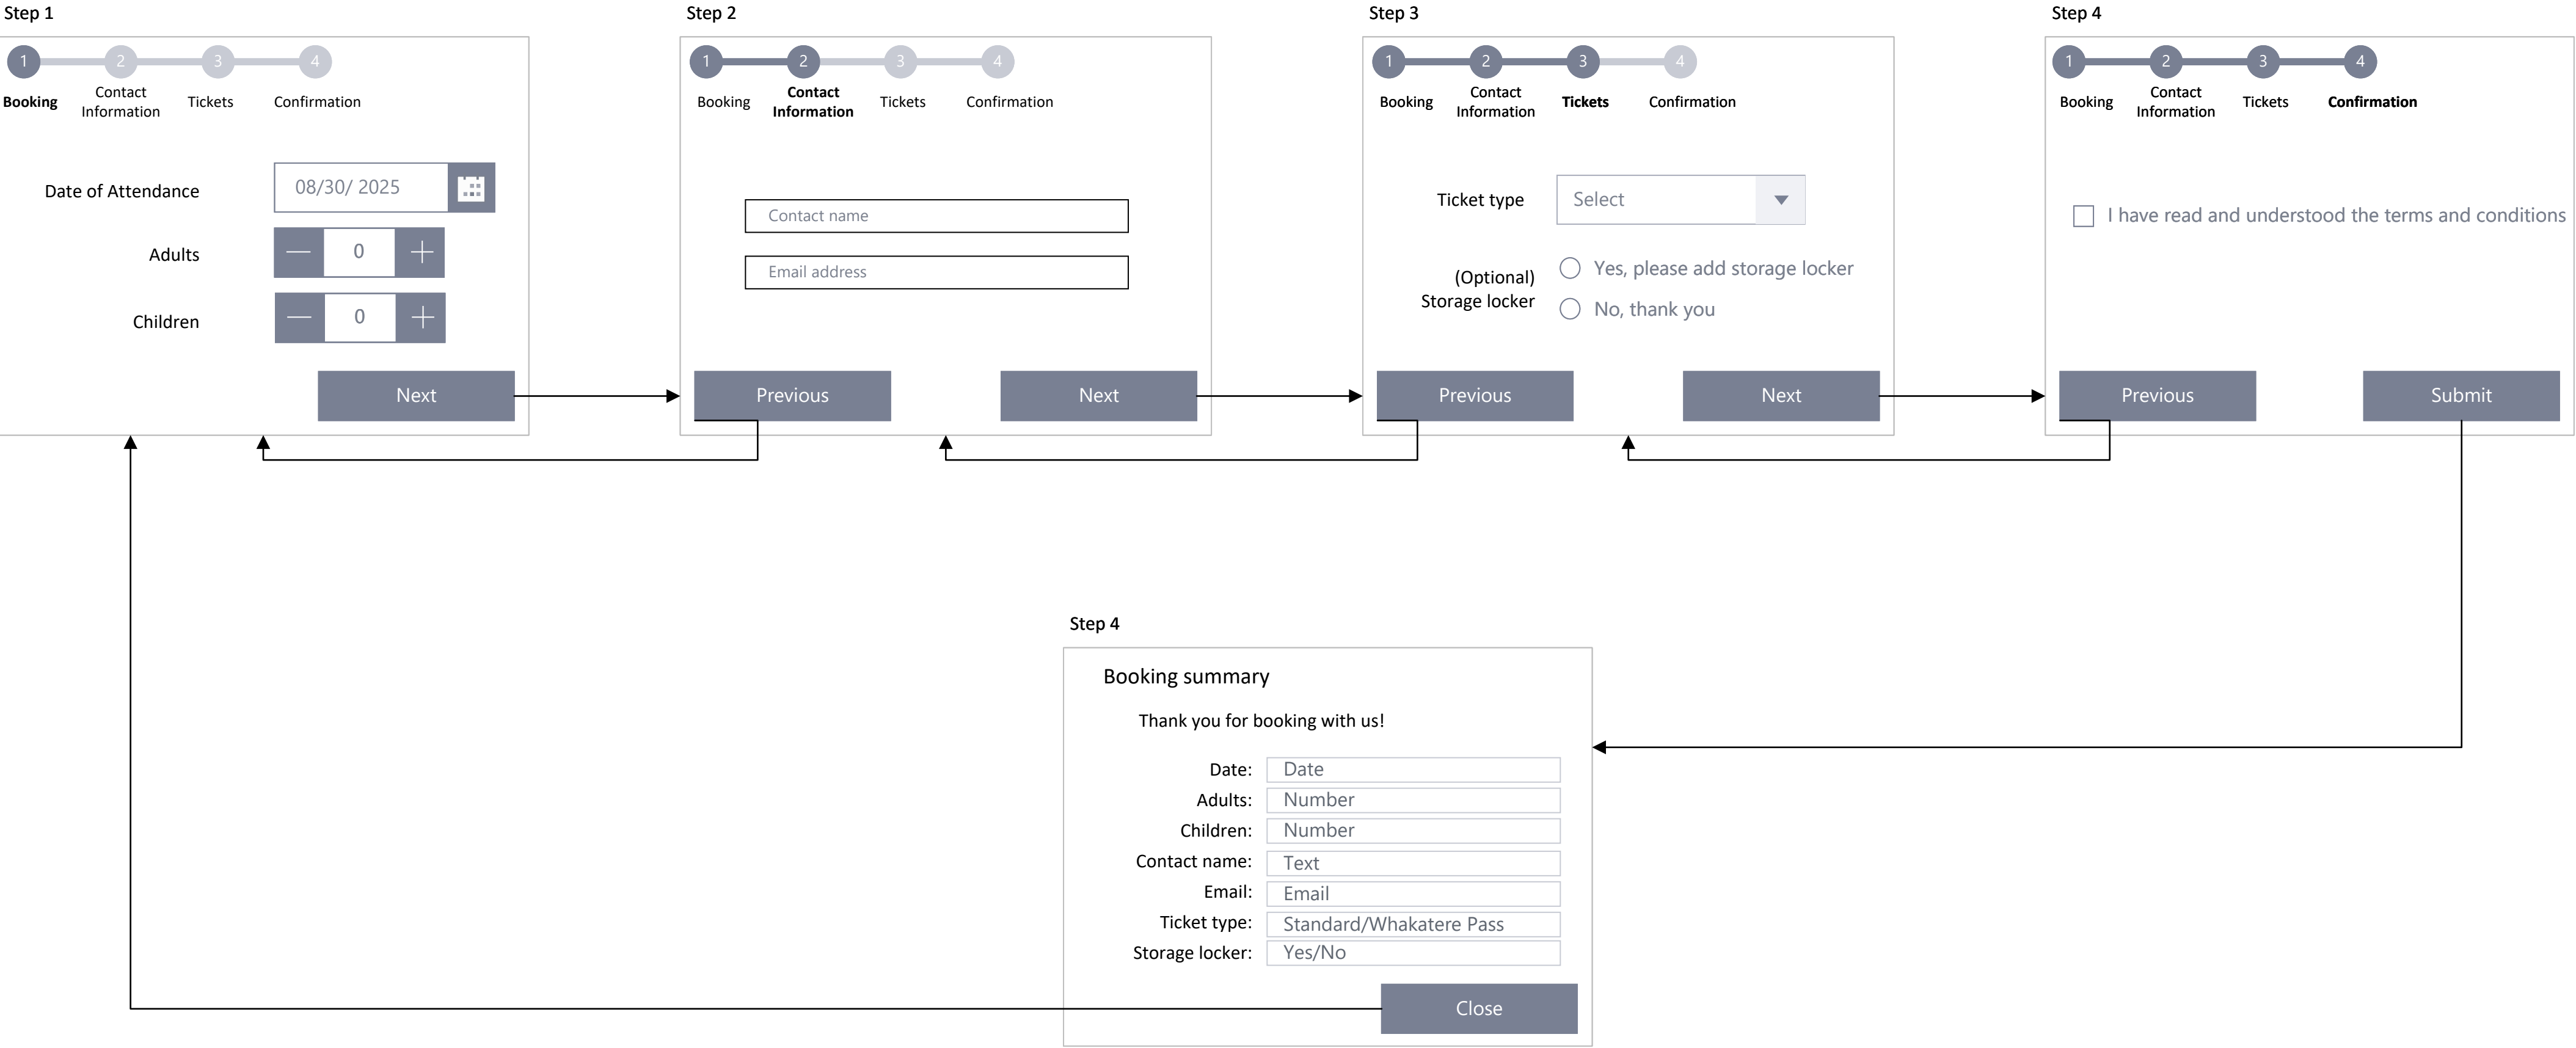 Step 1
1 2 3 4
Booking
Contact
Information
Tickets
Confirmation
Date of Attendance
08/30/ 2025
Adults
— 0 +
Children
— 0 +
Next
Step 2
1 2 3 4
Booking
Contact
Information
Tickets
Confirmation
Contact name
Email address
Previous
Next
Step 3
1 2 3 4
Booking
Contact
Information
Tickets
Confirmation
Ticket type
Select
(Optional)
Storage locker
Yes, please add storage locker
No, thank you
Previous
Next
Step 4
1 2 3 4
Booking
Contact
Information
Tickets
Confirmation
I have read and understood the terms and conditions
Previous
Submit
Step 4
Booking summary
Thank you for booking with us!
Date: Date
Adults: Number
Children: Number
Contact name: Text
Email: Email
Ticket type: Standard/Whakatere Pass
Storage locker: Yes/No
Close